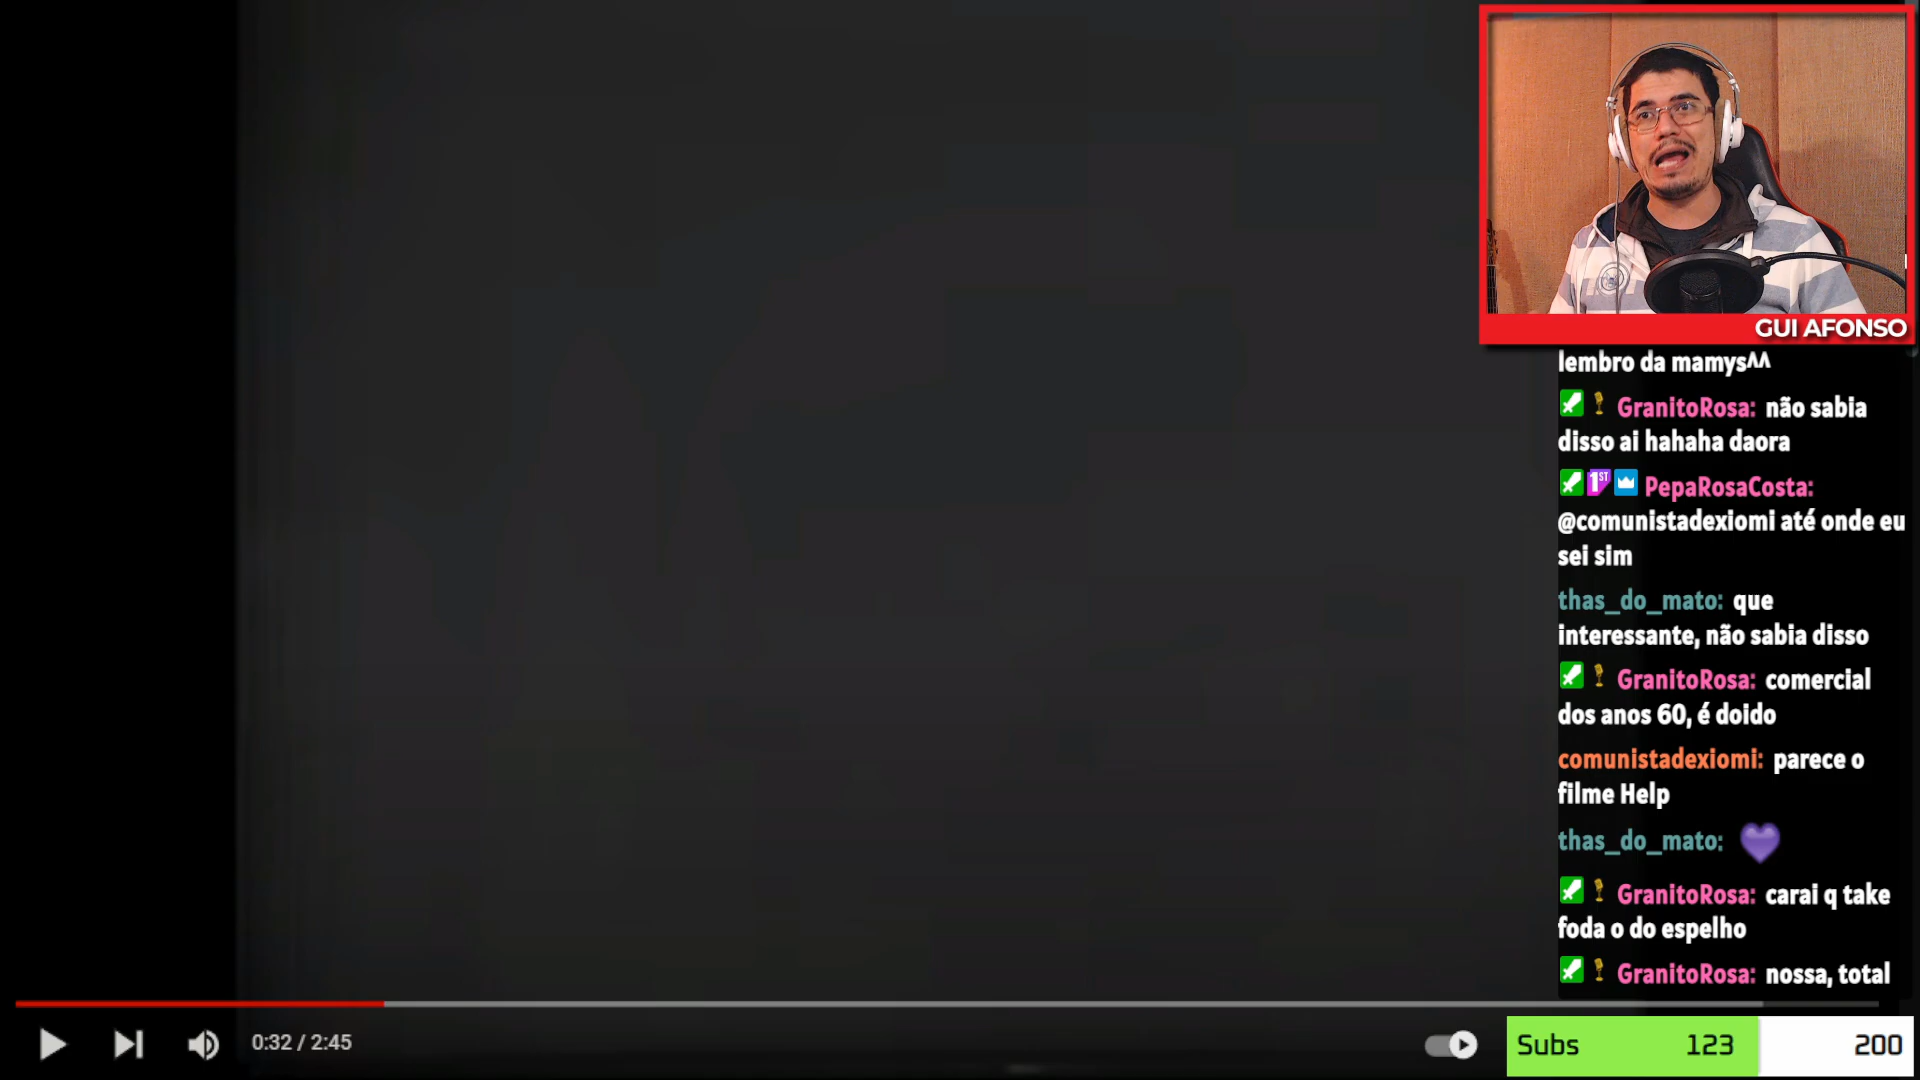 GUI AFONSO
lembro da mamys^^
GranitoRosa: não sabia
disso ai hahaha daora
1ST PepaRosaCosta:
@comunistadexiomi até onde eu
sei sim
thas_do_mato: que
interessante, não sabia disso
GranitoRosa: comercial
dos anos 60, é doido
comunistadexiomi: parece o
filme Help
thas_do_mato:
GranitoRosa: carai q take
foda o do espelho
GranitoRosa: nossa, total
0:32 / 2:45
Subs 123 200